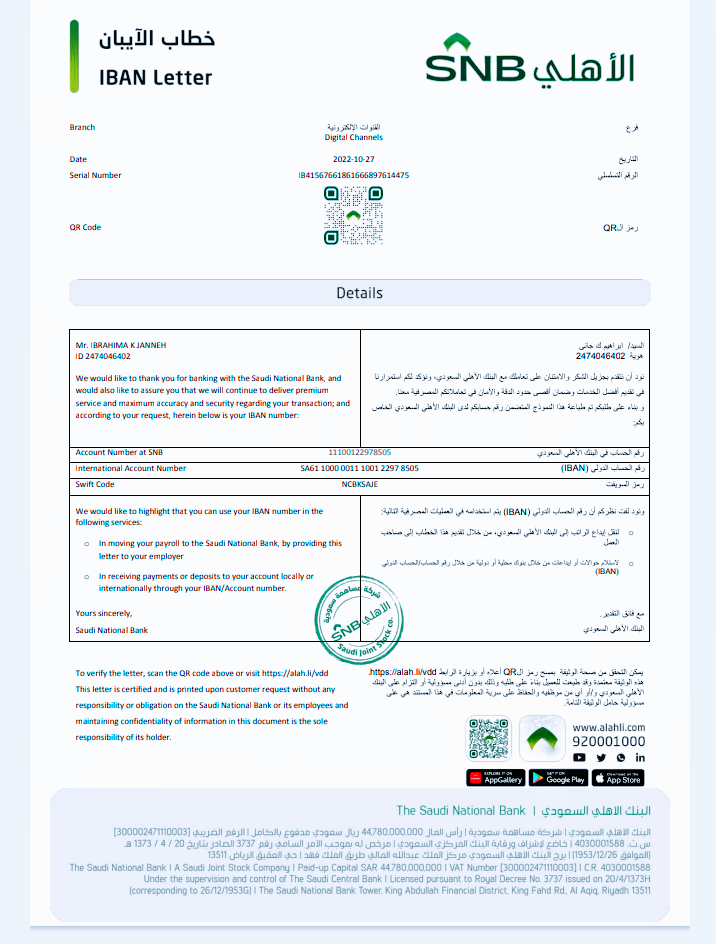 خطاب الآيبان
IBAN Letter
SNB الأهلي
Branch القنوات الإلكترونية فرع
Digital Channels
Date 2022-10-27 التاريخ
Serial Number IB41567661861666897614475 الرقم التسلسلي
QR Code رمز الQR
Details
Mr. IBRAHIMA K JANNEH
ID 2474046402
We would like to thank you for banking with the Saudi National Bank, and
would also like to assure you that we will continue to deliver premium
service and maximum accuracy and security regarding your transaction; and
according to your request, herein below is your IBAN number:
السيد/ ابراهيم ك جاني
هوية 2474046402
نود أن نتقدم بجزيل الشكر والامتنان على تعاملك مع البنك الأهلي السعودي، ونؤكد لكم استمرارنا
في تقديم أفضل الخدمات وضمان أقصى حدود الدقة والأمان في تعاملاتكم المصرفية معنا.
و بناء على طلبكم تم طباعة هذا النموذج المتضمن رقم حسابكم لدى البنك الأهلي السعودي الخاص
بكم:
Account Number at SNB 11100122978505 رقم الحساب في البنك الأهلي السعودي
International Account Number SA61 1000 0011 1001 2297 8505 رقم الحساب الدولي (IBAN)
Swift Code NCBKSAJE رمز السويفت
We would like to highlight that you can use your IBAN number in the
following services:
o In moving your payroll to the Saudi National Bank, by providing this
letter to your employer
o In receiving payments or deposits to your account locally or
internationally through your IBAN/Account number.
Yours sincerely,
Saudi National Bank
ونود لفت نظركم أن رقم الحساب الدولي (IBAN) يتم استخدامه في العمليات المصرفية التالية:
o لنقل إيداع الراتب إلى البنك الأهلي السعودي، من خلال تقديم هذا الخطاب إلى صاحب
العمل
o لاستلام حوالات أو إيداعات من خلال بنوك محلية أو دولية من خلال رقم الحساب/الحساب الدولي
(IBAN)
مع فائق التقدير.
البنك الأهلي السعودي
شركة مساهمة سعودية
SNB الأهلي
Saudi Joint Stock co.
To verify the letter, scan the QR code above or visit https://alah.li/vdd
This letter is certified and is printed upon customer request without any
responsibility or obligation on the Saudi National Bank or its employees and
maintaining confidentiality of information in this document is the sole
responsibility of its holder.
يمكن التحقق من صحة الوثيقة بمسح رمز الQR أعلاه أو بزيارة الرابط https://alah.li/vdd.
هذه الوثيقة معتمدة وقد طبعت للعميل بناءً على طلبه وذلك بدون أدنى مسؤولية أو التزام على البنك
الأهلي السعودي و/أو أي من موظفيه والحفاظ على سرية المعلومات في هذا المستند هي على
مسؤولية حامل الوثيقة التامة.
www.alahli.com
920001000
EXPLORE IT ON AppGallery
GET IT ON Google Play
Download on the App Store
The Saudi National Bank | البنك الأهلي السعودي
البنك الأهلي السعودي | شركة مساهمة سعودية | رأس المال 44,780,000,000 ريال سعودي مدفوع بالكامل | الرقم الضريبي [300002471110003]
س.ت. 4030001588 | خاضع لإشراف ورقابة البنك المركزي السعودي | مرخص له بموجب الأمر السامي رقم 3737 الصادر بتاريخ 20 / 4 / 1373 هـ
(الموافق 1953/12/26) | برج البنك الأهلي السعودي مركز الملك عبدالله المالي طريق الملك فهد | حي العقيق الرياض 13511
The Saudi National Bank | A Saudi Joint Stock Company | Paid-up Capital SAR 44,780,000,000 | VAT Number [300002471110003] | C.R. 4030001588
Under the supervision and control of The Saudi Central Bank | Licensed pursuant to Royal Decree No. 3737 issued on 20/4/1373H
(corresponding to 26/12/1953G) | The Saudi National Bank Tower, King Abdullah Financial District, King Fahd Rd, Al Aqiq, Riyadh 13511